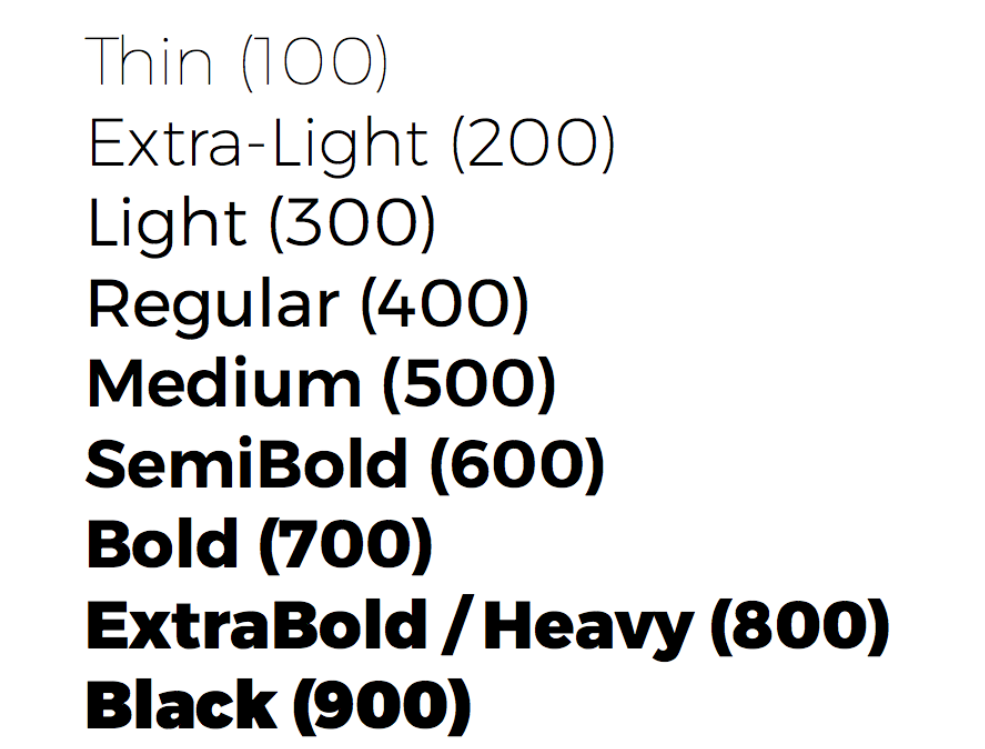 Thin (100)
Extra-Light (200)
Light (300)
Regular (400)
Medium (500)
SemiBold (600)
Bold (700)
ExtraBold / Heavy (800)
Black (900)